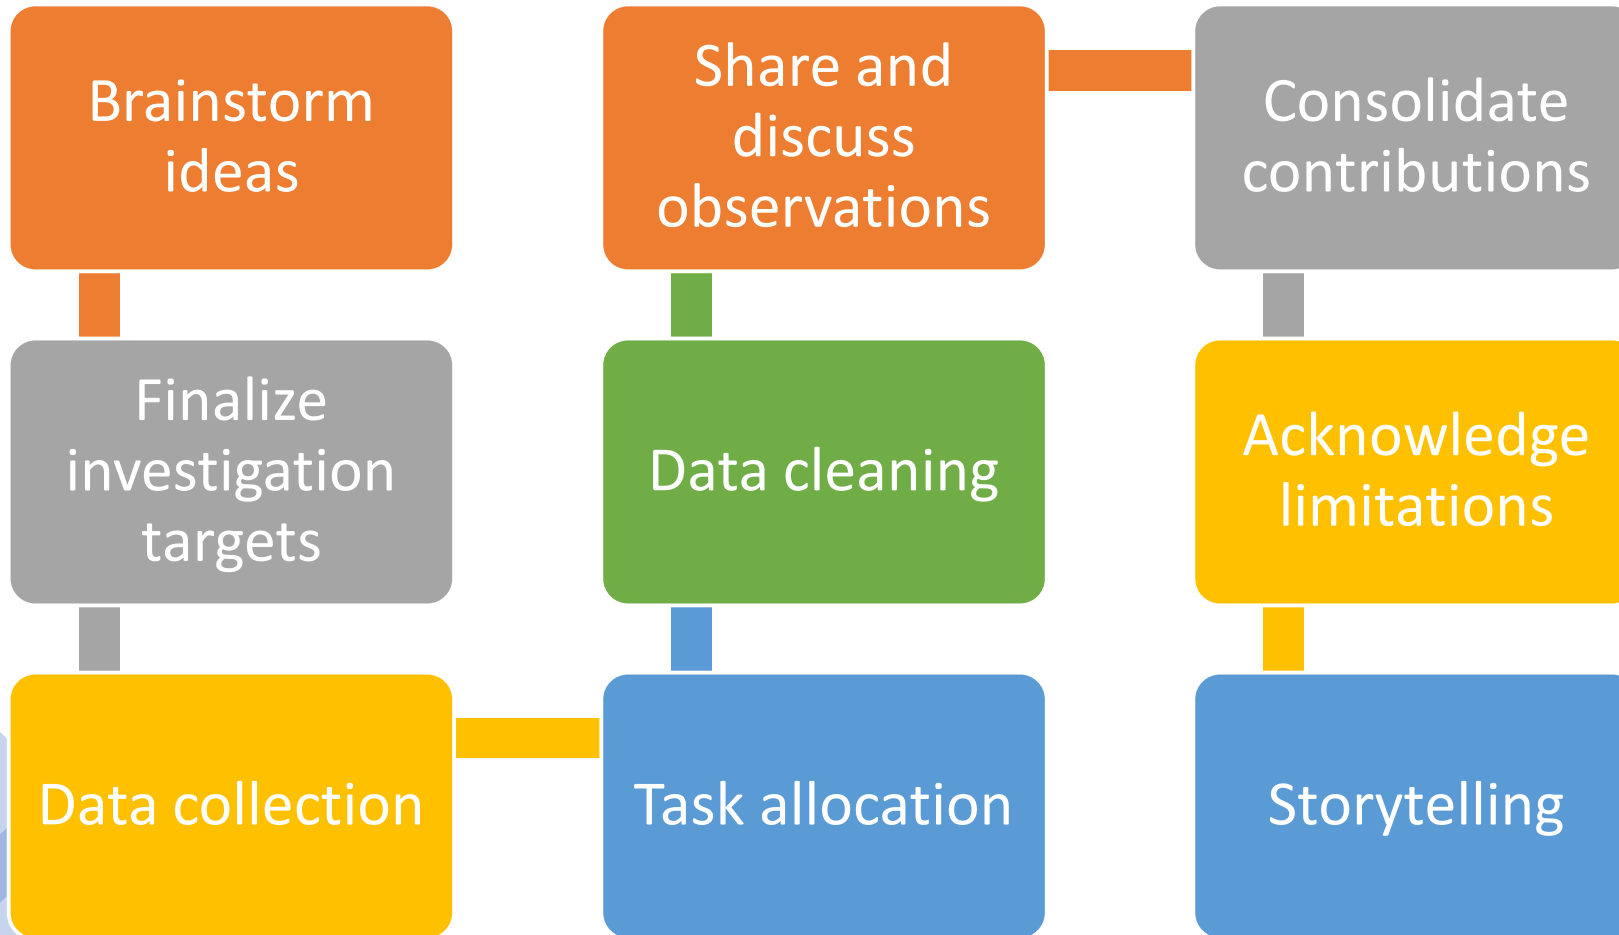 Brainstorm
ideas
Finalize
investigation
targets
Data collection
Task allocation
Data cleaning
Share and
discuss
observations
Consolidate
contributions
Acknowledge
limitations
Storytelling